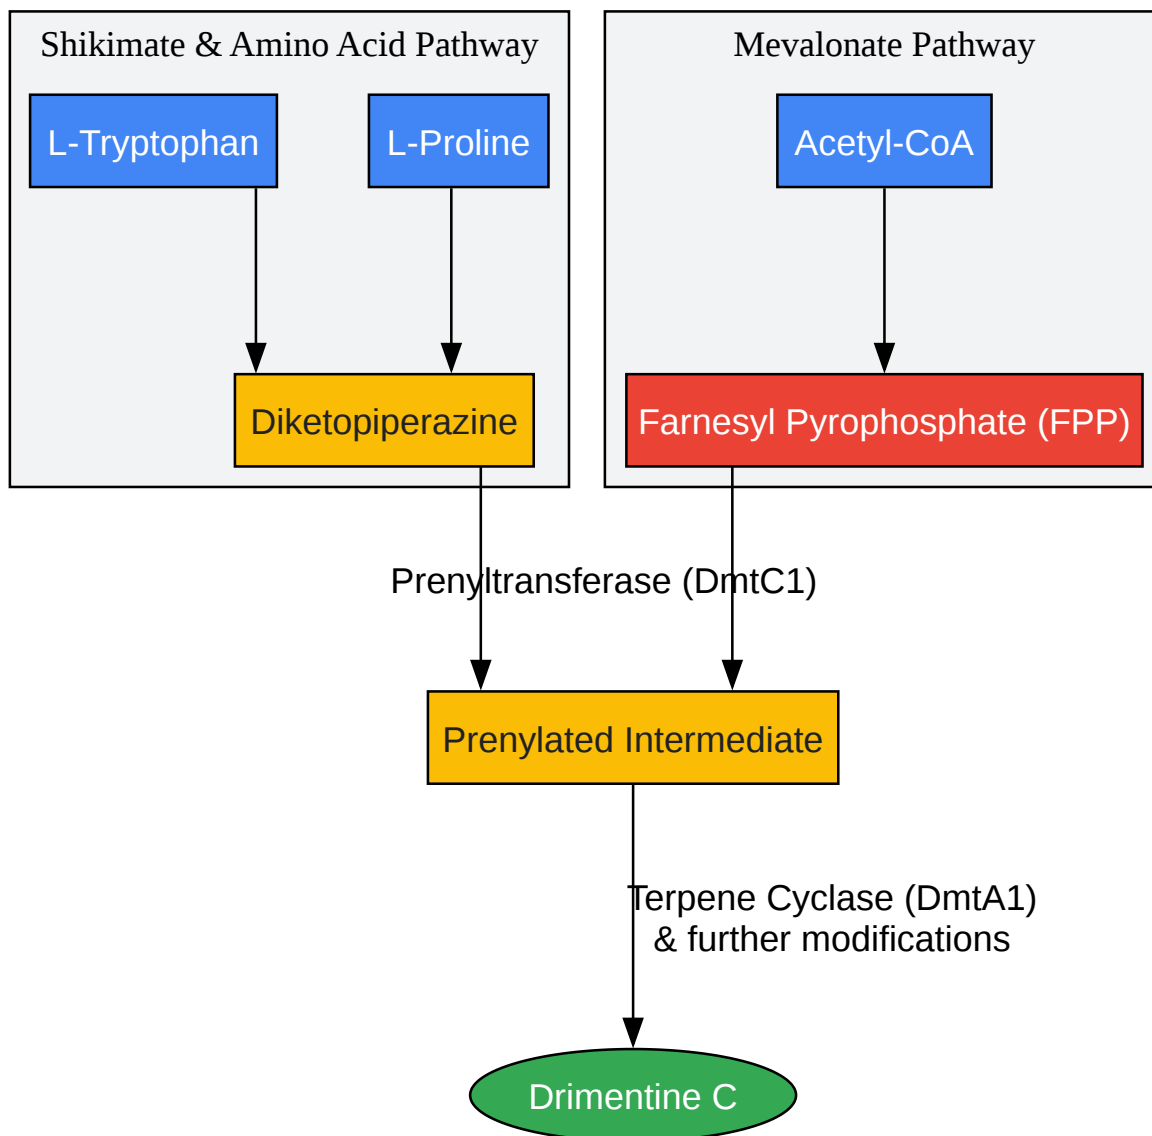 Shikimate & Amino Acid Pathway
Mevalonate Pathway
L-Tryptophan
L-Proline
Acetyl-CoA
Diketopiperazine
Farnesyl Pyrophosphate (FPP)
Prenyltransferase (DmtC1)
Prenylated Intermediate
Terpene Cyclase (DmtA1)
& further modifications
Drimentine C